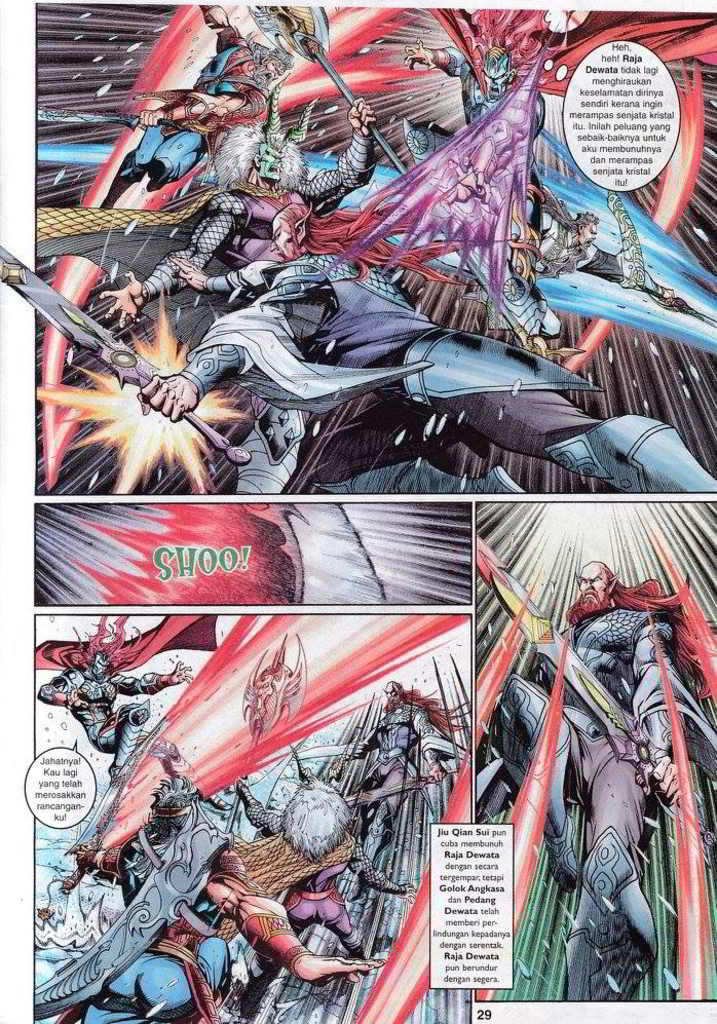 Heh,
heh! Raja
Dewata tidak lagi
menghiraukan
keselamatan dirinya
sendiri kerana ingin
merampas senjata kristal
itu. Inilah peluang yang
sebaik-baiknya untuk
aku membunuhnya
dan merampas
senjata kristal
itu!
SHOO!
Jahatnya!
Kau lagi
yang telah
merosakkan
rancangan-
ku!
Jiu Qian Sui pun
cuba membunuh
Raja Dewata
dengan secara
tergempar, tetapi
Golok Angkasa
dan Pedang
Dewata telah
memberi per-
lindungan kepadanya
dengan serentak.
Raja Dewata
pun berundur
dengan segera.
29